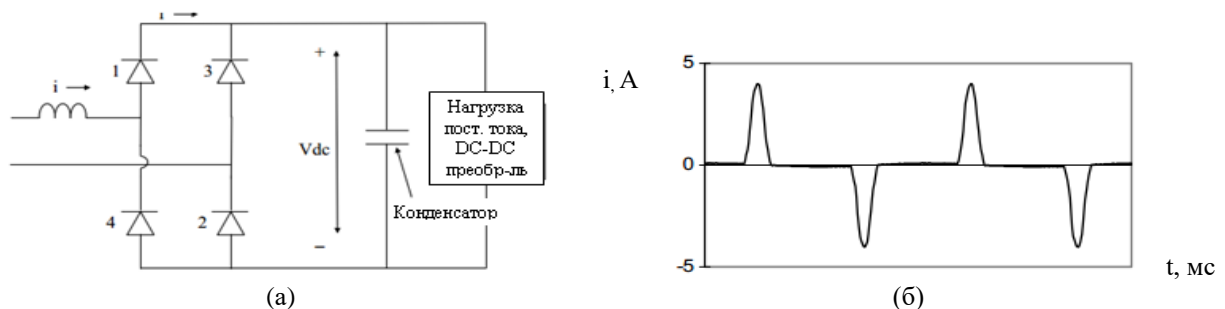 i
1
3
i
+
Vdc
Нагрузка
пост. тока,
DC-DC
преобр-ль
Конденсатор
4
2
–
(а)
i, А
5
0
-5
t, мс
(б)